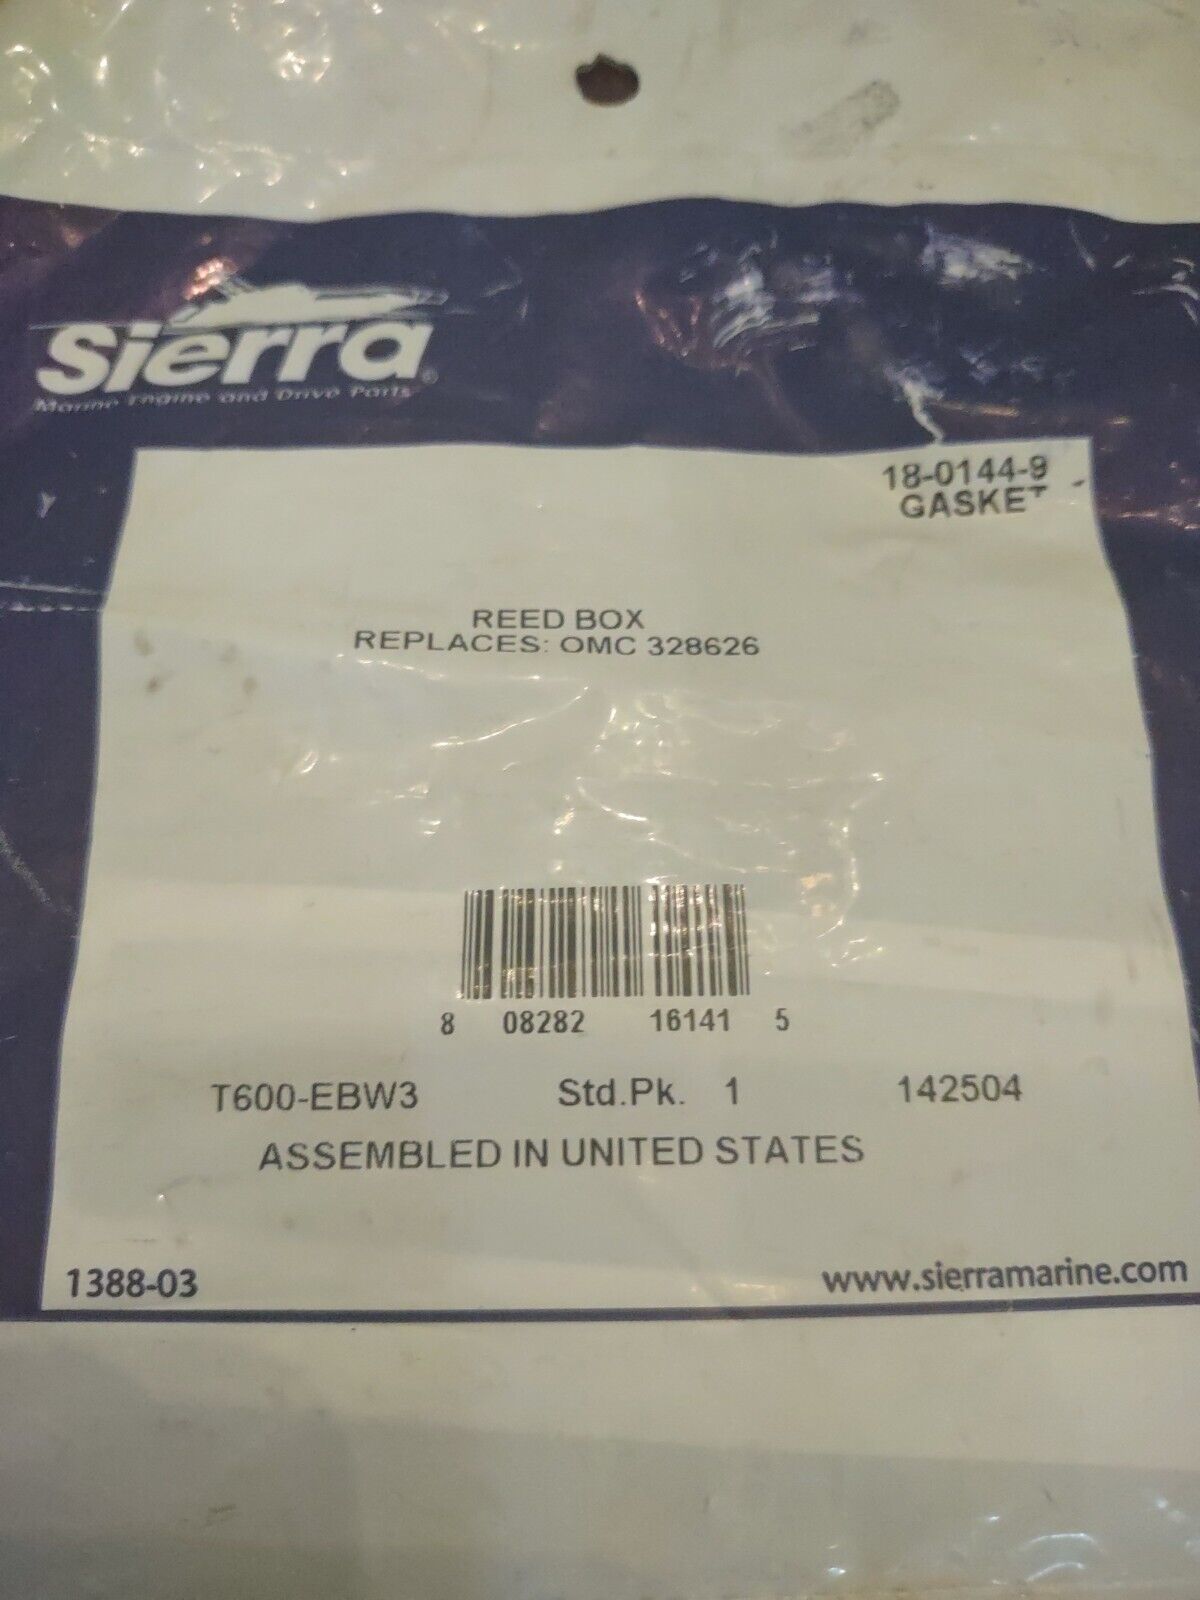 Sierra®
Marine Engine and Drive Parts
18-0144-9
GASKET
REED BOX
REPLACES: OMC 328626
8 08282 16141 5
T600-EBW3 Std.Pk. 1 142504
ASSEMBLED IN UNITED STATES
1388-03 www.sierramarine.com